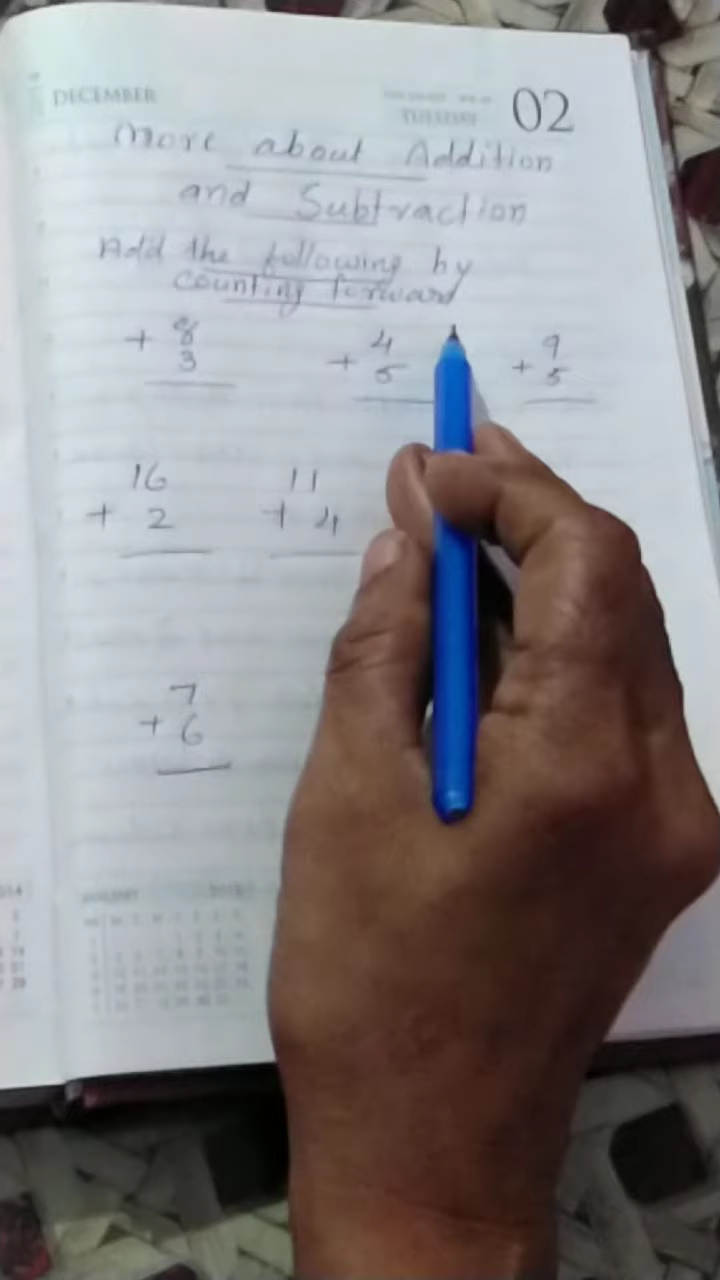 DECEMBER
TUESDAY
02
More about Addition
and Subtraction
Add the following by
counting forward
8
+ 3
4
+ 5
9
+ 5
16
+ 2
11
+ 4
7
+ 6
JANUARY